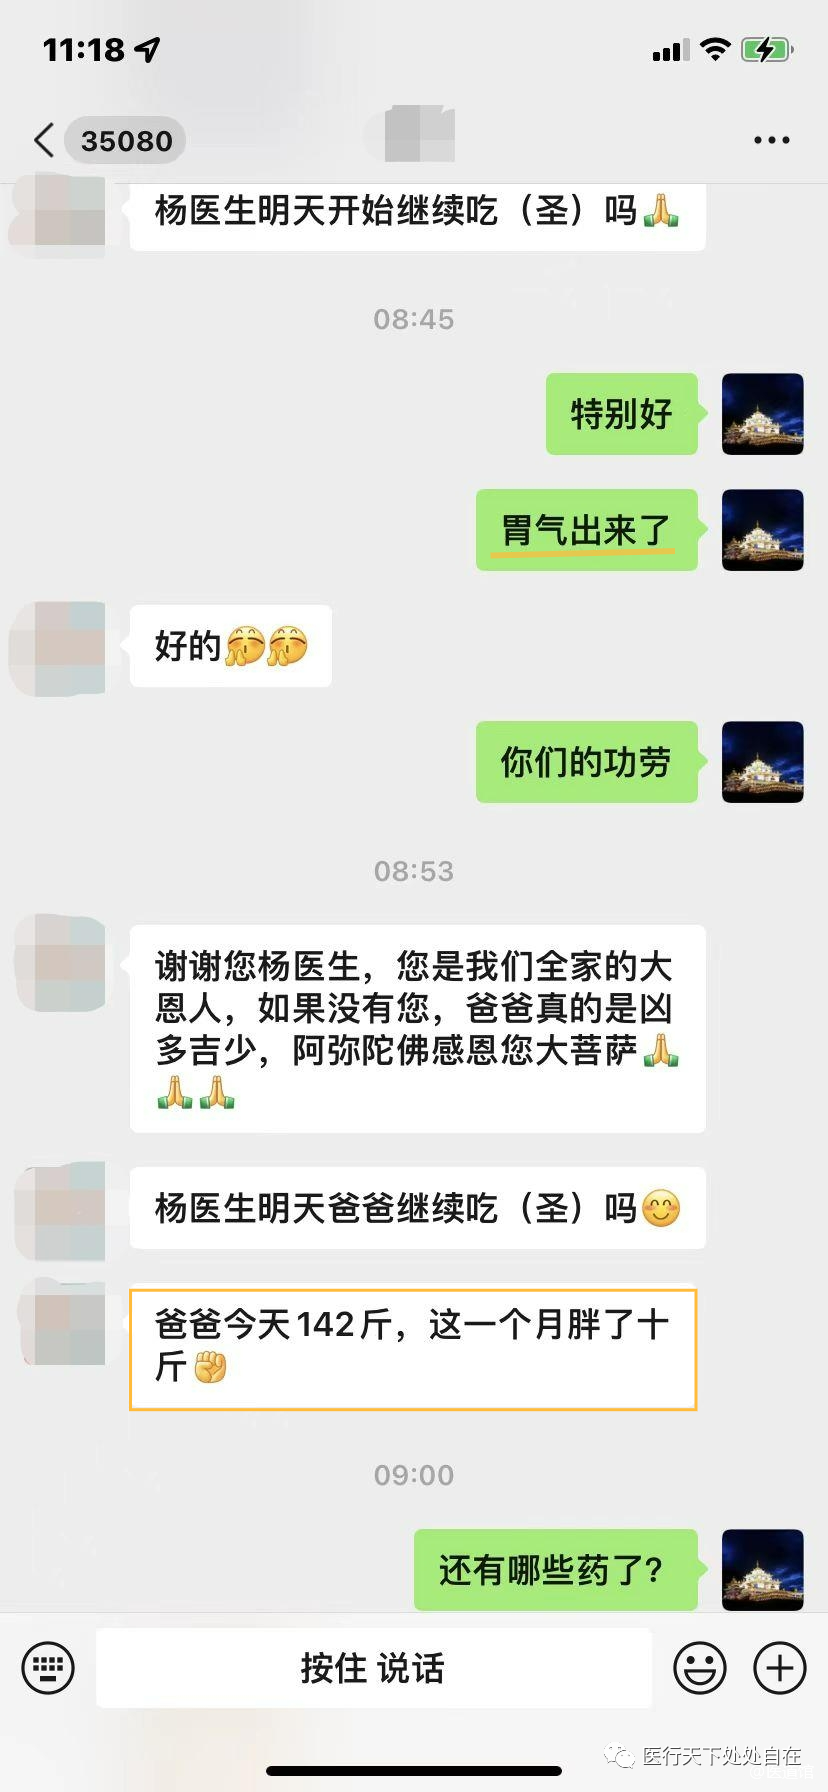 11:18
35080
杨医生明天开始继续吃（圣）吗🙏
08:45
特别好
胃气出来了
好的
你们的功劳
08:53
谢谢您杨医生，您是我们全家的大
恩人，如果没有您，爸爸真的是凶
多吉少，阿弥陀佛感恩您大菩萨🙏
🙏🙏
杨医生明天爸爸继续吃（圣）吗😊
爸爸今天142斤，这一个月胖了十
斤✊
09:00
还有哪些药了?
按住 说话
医行天下处处自在